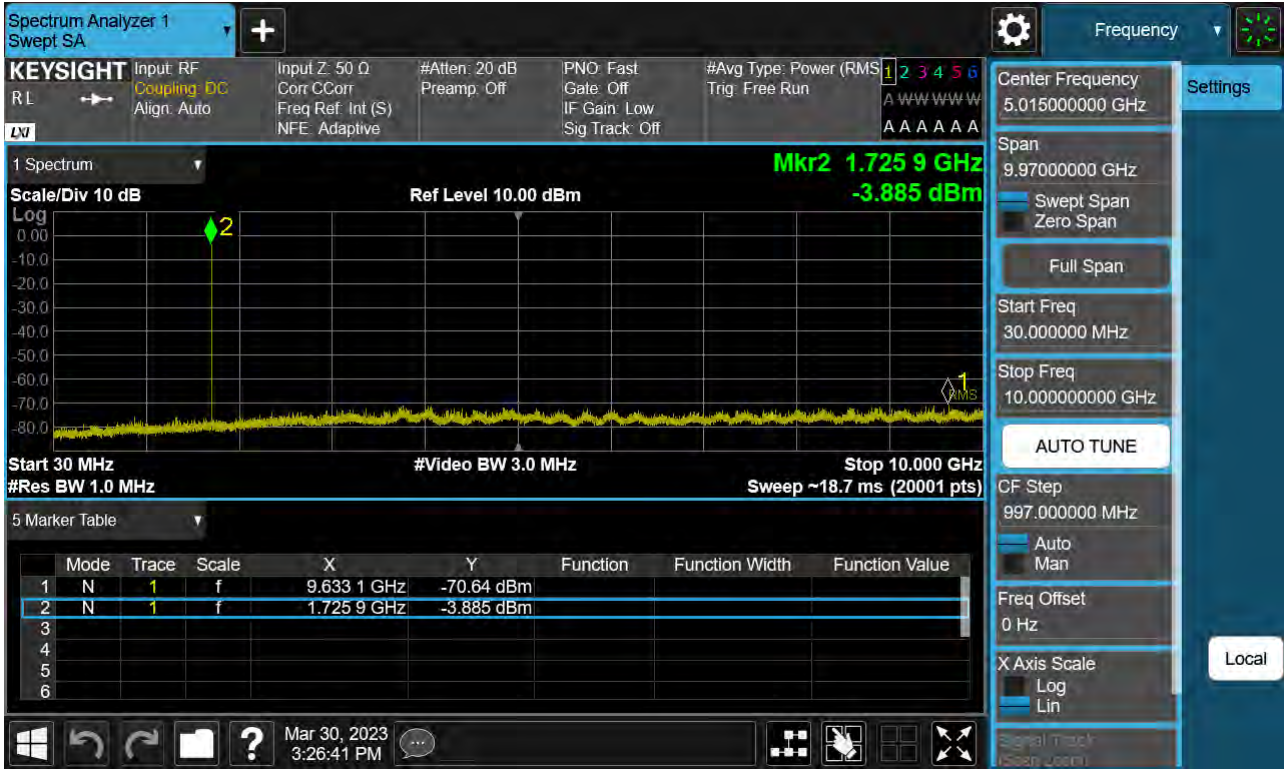 Spectrum Analyzer 1
Swept SA
+
Frequency
KEYSIGHT
RL
LXI
Input: RF
Coupling: DC
Align: Auto
Input Z: 50 Ω
Corr CCorr
Freq Ref: Int (S)
NFE: Adaptive
#Atten: 20 dB
Preamp: Off
PNO: Fast
Gate: Off
IF Gain: Low
Sig Track: Off
#Avg Type: Power (RMS
Trig: Free Run
1 2 3 4 5 6
A W W W W W
A A A A A A
1 Spectrum
Scale/Div 10 dB
Ref Level 10.00 dBm
Mkr2 1.725 9 GHz
-3.885 dBm
Log
0.00
-10.0
-20.0
-30.0
-40.0
-50.0
-60.0
-70.0
-80.0
2
1
RMS
Start 30 MHz
#Video BW 3.0 MHz
Stop 10.000 GHz
#Res BW 1.0 MHz
Sweep ~18.7 ms (20001 pts)
5 Marker Table
Mode Trace Scale X Y Function Function Width Function Value
1 N 1 f 9.633 1 GHz -70.64 dBm
2 N 1 f 1.725 9 GHz -3.885 dBm
3
4
5
6
?
Mar 30, 2023
3:26:41 PM
Center Frequency
5.015000000 GHz
Settings
Span
9.97000000 GHz
Swept Span
Zero Span
Full Span
Start Freq
30.000000 MHz
Stop Freq
10.000000000 GHz
AUTO TUNE
CF Step
997.000000 MHz
Auto
Man
Freq Offset
0 Hz
X Axis Scale
Log
Lin
Local
Signal Track
(Span Zoom)